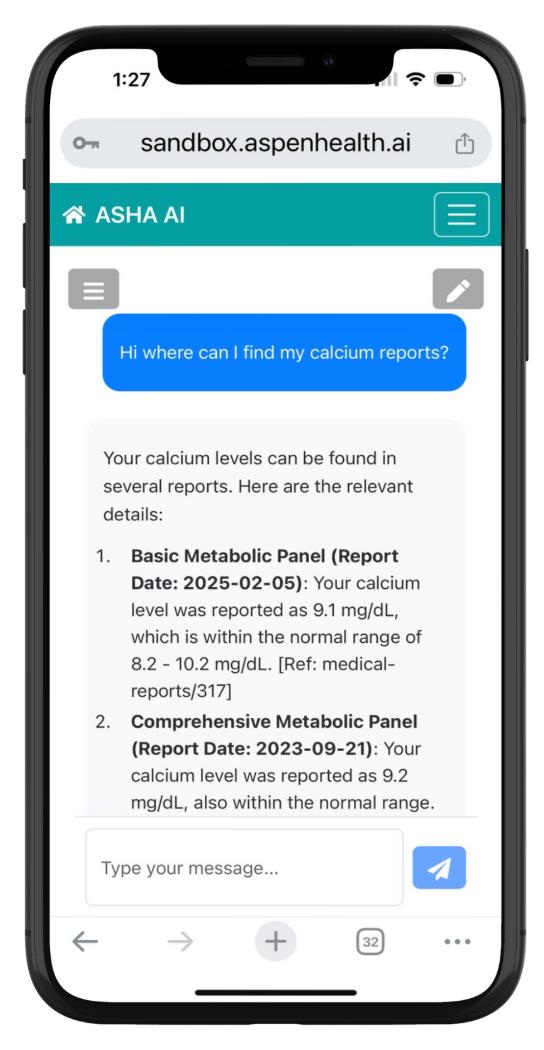 1:27
sandbox.aspenhealth.ai
ASHA AI
Hi where can I find my calcium reports?
Your calcium levels can be found in
several reports. Here are the relevant
details:
1. Basic Metabolic Panel (Report
Date: 2025-02-05): Your calcium
level was reported as 9.1 mg/dL,
which is within the normal range of
8.2 - 10.2 mg/dL. [Ref: medical-
reports/317]
2. Comprehensive Metabolic Panel
(Report Date: 2023-09-21): Your
calcium level was reported as 9.2
mg/dL, also within the normal range.
Type your message...
32